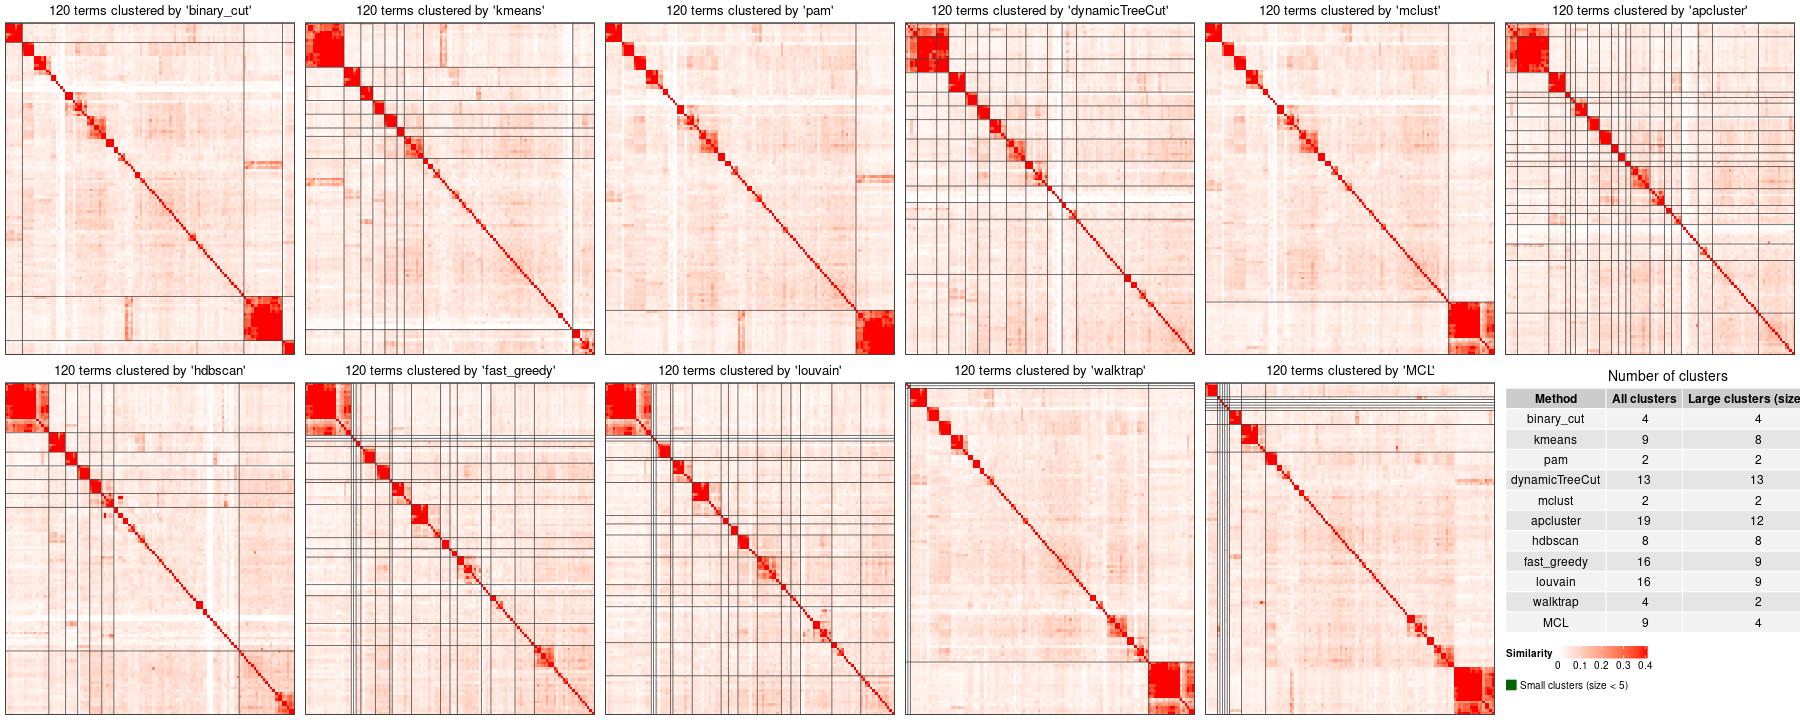 120 terms clustered by 'binary_cut'
120 terms clustered by 'kmeans'
120 terms clustered by 'pam'
120 terms clustered by 'dynamicTreeCut'
120 terms clustered by 'mclust'
120 terms clustered by 'apcluster'
120 terms clustered by 'hdbscan'
120 terms clustered by 'fast_greedy'
120 terms clustered by 'louvain'
120 terms clustered by 'walktrap'
120 terms clustered by 'MCL'
Number of clusters
Method All clusters Large clusters (size
binary_cut 4 4
kmeans 9 8
pam 2 2
dynamicTreeCut 13 13
mclust 2 2
apcluster 19 12
hdbscan 8 8
fast_greedy 16 9
louvain 16 9
walktrap 4 2
MCL 9 4
Similarity
0 0.1 0.2 0.3 0.4
Small clusters (size < 5)